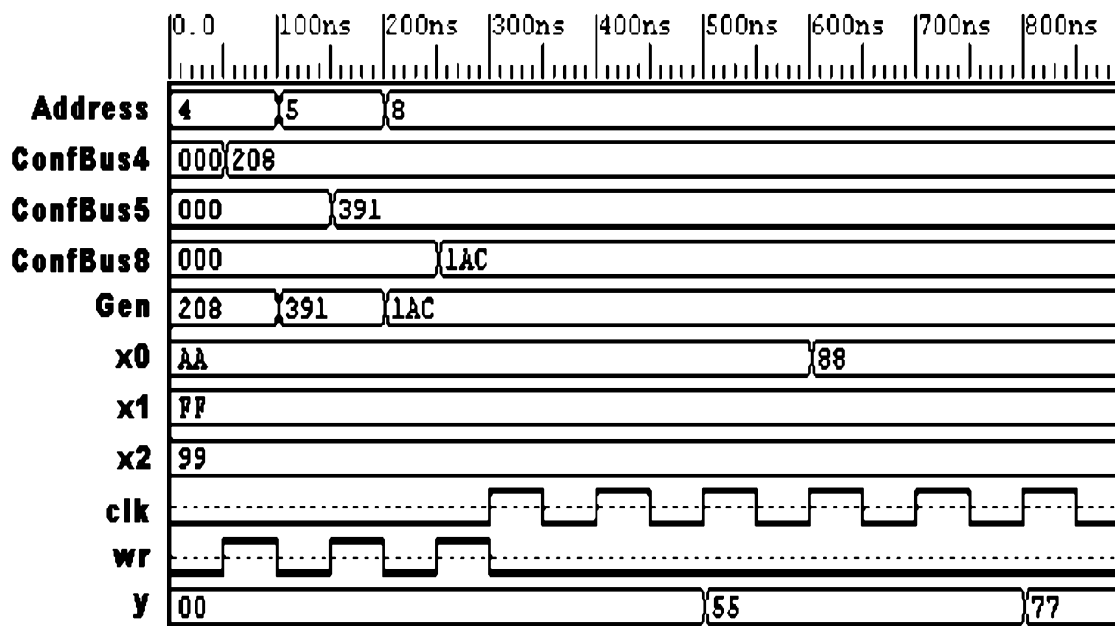 0.0 100ns 200ns 300ns 400ns 500ns 600ns 700ns 800ns
Address 4 5 8
ConfBus4 000 208
ConfBus5 000 391
ConfBus8 000 1AC
Gen 208 391 1AC
x0 AA 88
x1 FF
x2 99
clk
wr
y 00 55 77